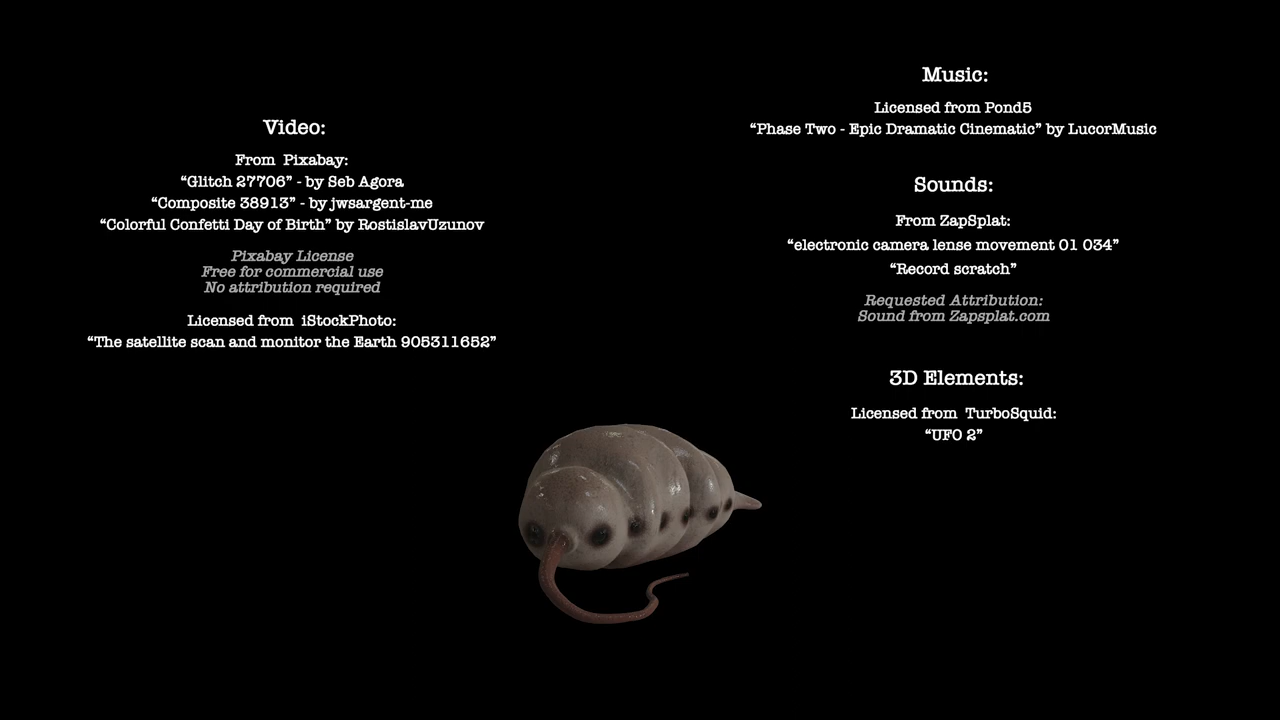 Video:
From Pixabay:
“Glitch 27706” - by Seb Agora
“Composite 38913” - by jwsargent-me
“Colorful Confetti Day of Birth” by RostislavUzunov
Pixabay License
Free for commercial use
No attribution required
Licensed from iStockPhoto:
“The satellite scan and monitor the Earth 905311652”
Music:
Licensed from Pond5
“Phase Two - Epic Dramatic Cinematic” by LucorMusic
Sounds:
From ZapSplat:
“electronic camera lense movement 01 034”
“Record scratch”
Requested Attribution:
Sound from Zapsplat.com
3D Elements:
Licensed from TurboSquid:
“UFO 2”